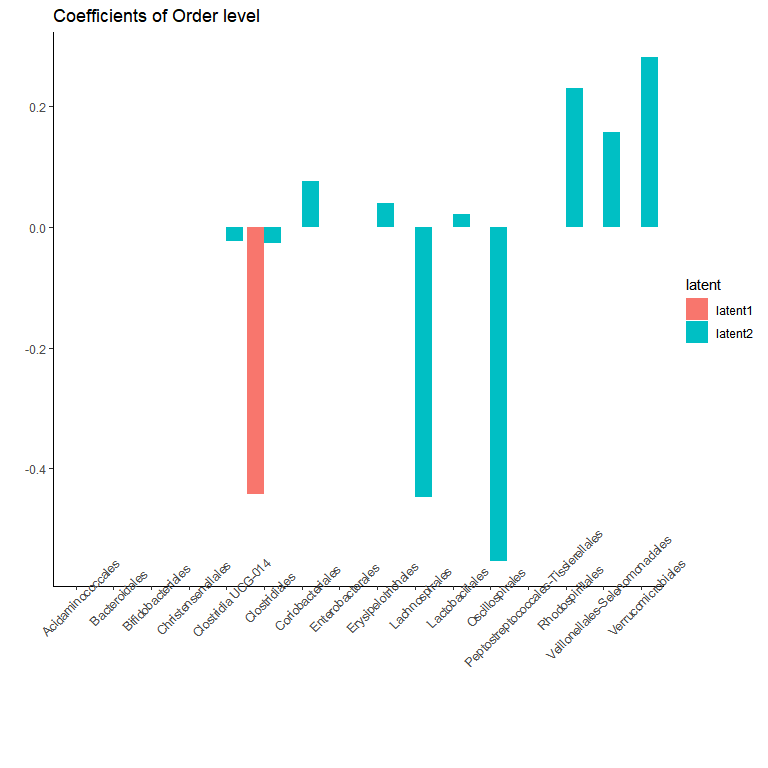 Coefficients of Order level
0.2
0.0
-0.2
-0.4
Acidaminococcales
Bacteroidales
Bifidobacteriales
Christensenellales
Clostridia UCG-014
Clostridiales
Coriobacteriales
Enterobacterales
Erysipelotrichales
Lachnospirales
Lactobacillales
Oscillospirales
Peptostreptococcales-Tissierellales
Rhodospirillales
Veillonellales-Selenomonadales
Verrucomicrobiales
latent
latent1
latent2